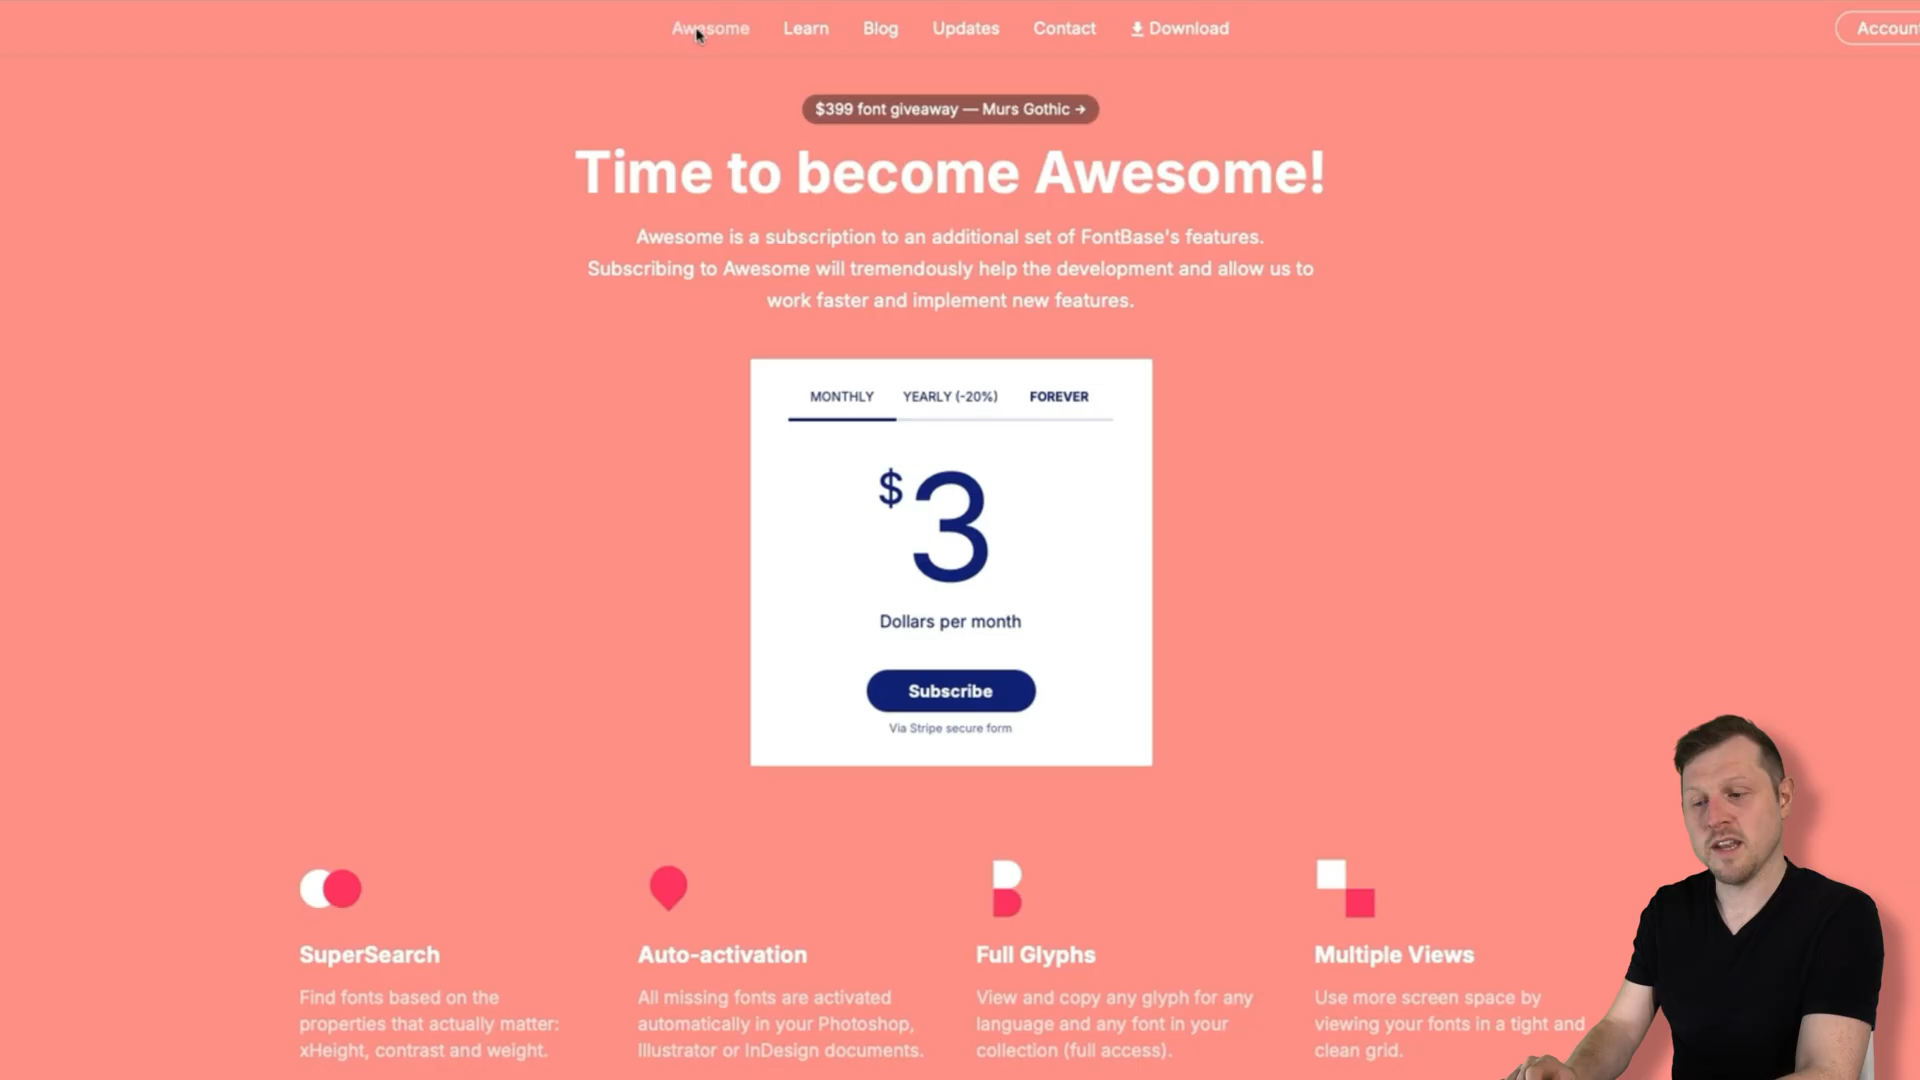 Awesome
Learn
Blog
Updates
Contact
Download
Accoun
$399 font giveaway — Murs Gothic →
Time to become Awesome!
Awesome is a subscription to an additional set of FontBase's features.
Subscribing to Awesome will tremendously help the development and allow us to
work faster and implement new features.
MONTHLY
YEARLY (-20%)
FOREVER
$3
Dollars per month
Subscribe
Via Stripe secure form
SuperSearch
Find fonts based on the
properties that actually matter:
xHeight, contrast and weight.
Auto-activation
All missing fonts are activated
automatically in your Photoshop,
Illustrator or InDesign documents.
Full Glyphs
View and copy any glyph for any
language and any font in your
collection (full access).
Multiple Views
Use more screen space by
viewing your fonts in a tight and
clean grid.